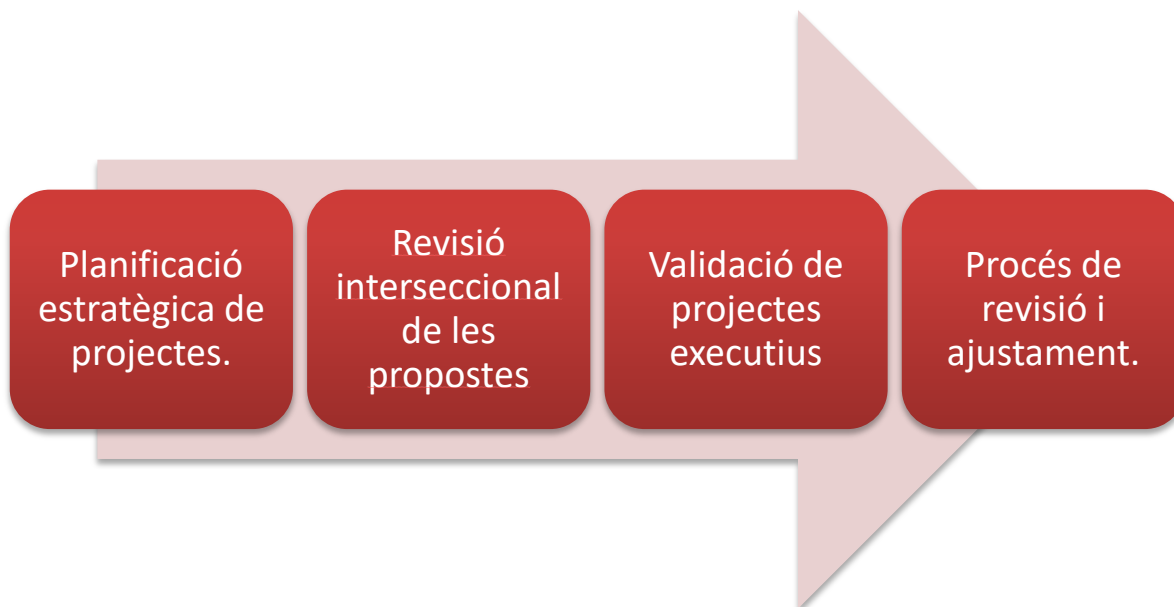 Planificació
estratègica de
projectes.
Revisió
interseccional
de les
propostes
Validació de
projectes
executius
Procés de
revisió i
ajustament.